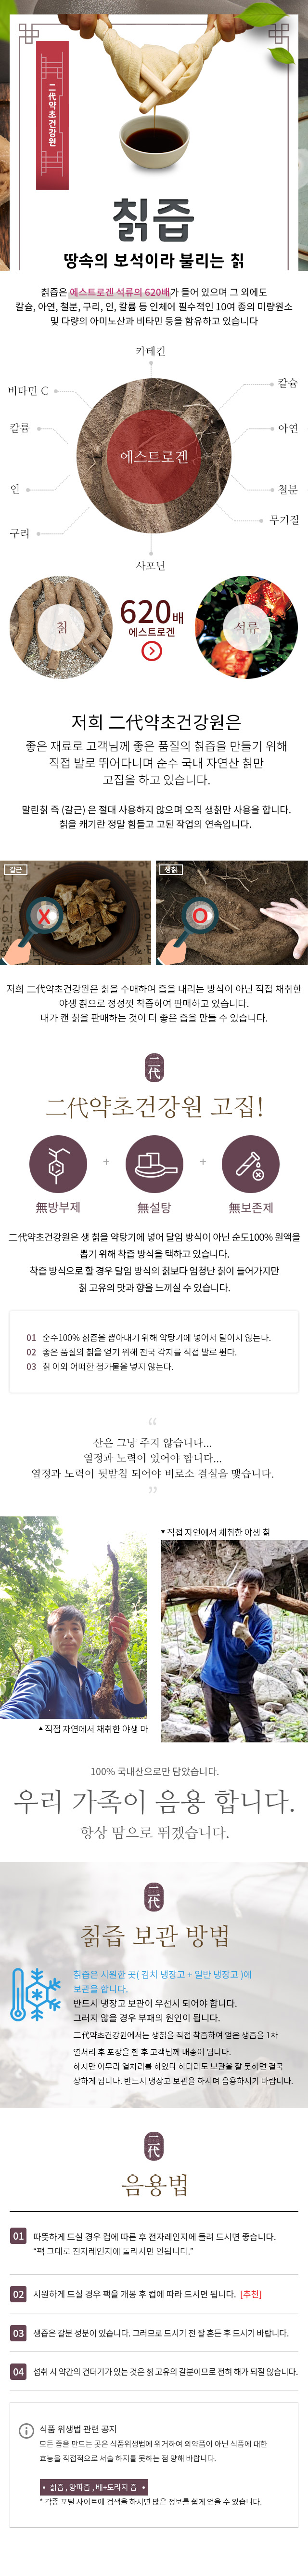 二代약초건강원
칡즙
땅속의 보석이라 불리는 칡
칡즙은 에스트로겐 석류의 620배가 들어 있으며 그 외에도
칼슘, 아연, 철분, 구리, 인, 칼륨 등 인체에 필수적인 10여 종의 미량원소
및 다량의 아미노산과 비타민 등을 함유하고 있습니다
카테킨
비타민 C
칼슘
칼륨
아연
에스트로겐
인
철분
구리
무기질
사포닌
칡
620배
에스트로겐
석류
저희 二代약초건강원은
좋은 재료로 고객님께 좋은 품질의 칡즙을 만들기 위해
직접 발로 뛰어다니며 순수 국내 자연산 칡만
고집을 하고 있습니다.
말린칡 즉 (갈근) 은 절대 사용하지 않으며 오직 생칡만 사용을 합니다.
칡을 캐기란 정말 힘들고 고된 작업의 연속입니다.
갈근
X
생칡
O
저희 二代약초건강원은 칡을 수매하여 즙을 내리는 방식이 아닌 직접 채취한
야생 칡으로 정성껏 착즙하여 판매하고 있습니다.
내가 캔 칡을 판매하는 것이 더 좋은 즙을 만들 수 있습니다.
二代
二代약초건강원 고집!
無방부제
無설탕
無보존제
二代약초건강원은 생 칡을 약탕기에 넣어 달임 방식이 아닌 순도100% 원액을
뽑기 위해 착즙 방식을 택하고 있습니다.
착즙 방식으로 할 경우 달임 방식의 칡보다 엄청난 칡이 들어가지만
칡 고유의 맛과 향을 느끼실 수 있습니다.
01 순수100% 칡즙을 뽑아내기 위해 약탕기에 넣어서 달이지 않는다.
02 좋은 품질의 칡을 얻기 위해 전국 각지를 직접 발로 뛴다.
03 칡 이외 어떠한 첨가물을 넣지 않는다.
“
산은 그냥 주지 않습니다...
열정과 노력이 있어야 합니다...
열정과 노력이 뒷받침 되어야 비로소 결실을 맺습니다.
”
▼ 직접 자연에서 채취한 야생 칡
▲ 직접 자연에서 채취한 야생 마
100% 국내산으로만 담았습니다.
우리 가족이 음용 합니다.
항상 땀으로 뛰겠습니다.
二代
칡즙 보관 방법
칡즙은 시원한 곳( 김치 냉장고 + 일반 냉장고 )에
보관을 합니다.
반드시 냉장고 보관이 우선시 되어야 합니다.
그러지 않을 경우 부패의 원인이 됩니다.
二代약초건강원에서는 생칡을 직접 착즙하여 얻은 생즙을 1차
열처리 후 포장을 한 후 고객님께 배송이 됩니다.
하지만 아무리 열처리를 하였다 하더라도 보관을 잘 못하면 결국
상하게 됩니다. 반드시 냉장고 보관을 하시며 음용하시기 바랍니다.
二代
음용법
01 따뜻하게 드실 경우 컵에 따른 후 전자레인지에 돌려 드시면 좋습니다.
“팩 그대로 전자레인지에 돌리시면 안됩니다.”
02 시원하게 드실 경우 팩을 개봉 후 컵에 따라 드시면 됩니다. [추천]
03 생즙은 갈분 성분이 있습니다. 그러므로 드시기 전 잘 흔든 후 드시기 바랍니다.
04 섭취 시 약간의 건더기가 있는 것은 칡 고유의 갈분이므로 전혀 해가 되질 않습니다.
식품 위생법 관련 공지
모든 즙을 만드는 곳은 식품위생법에 위거하여 의약품이 아닌 식품에 대한
효능을 직접적으로 서술 하지를 못하는 점 양해 바랍니다.
• 칡즙 , 양파즙 , 배+도라지 즙 •
* 각종 포털 사이트에 검색을 하시면 많은 정보를 쉽게 얻을 수 있습니다.